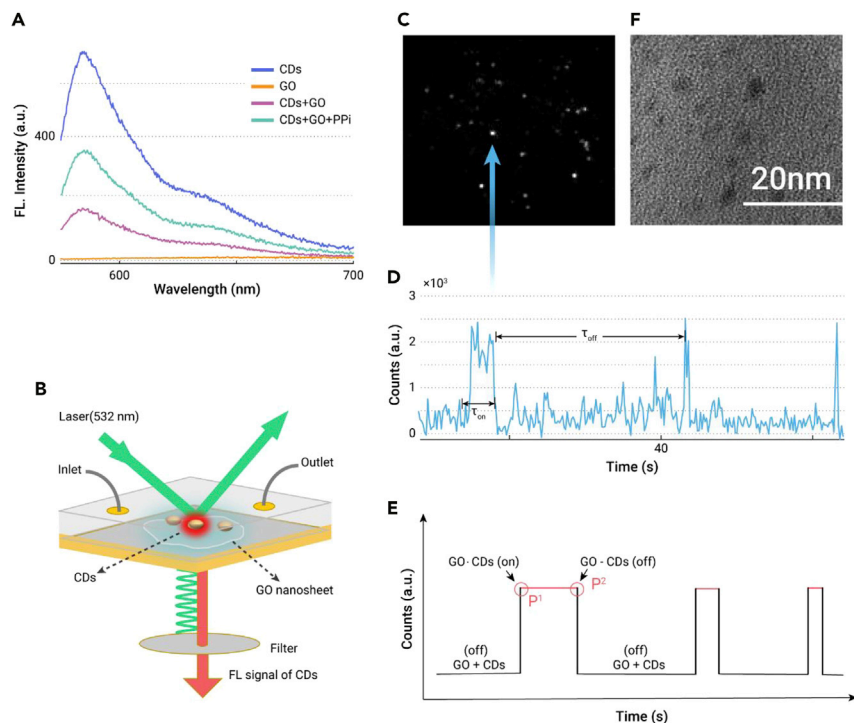 A
FL. Intensity (a.u.)
400
0
600
700
Wavelength (nm)
CDs
GO
CDs+GO
CDs+GO+PPi
B
Laser(532 nm)
Inlet
Outlet
CDs
GO nanosheet
Filter
FL signal of CDs
C
F
20nm
D
×10³
Counts (a.u.)
3
2
1
0
τoff
τon
40
Time (s)
E
Counts (a.u.)
GO· CDs (on)
GO - CDs (off)
P¹
P²
(off)
GO + CDs
(off)
GO + CDs
Time (s)